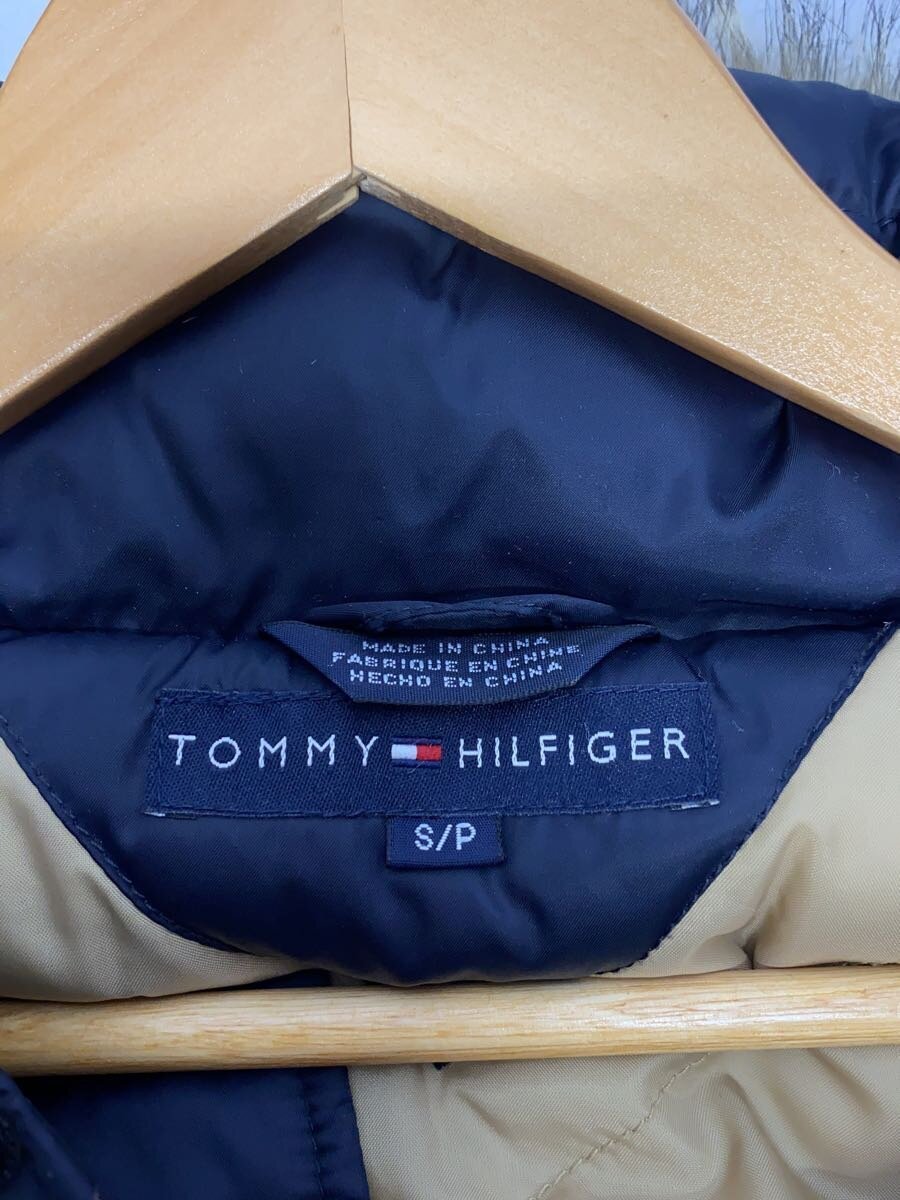 MADE IN CHINA
FABRIQUE EN CHINE
HECHO EN CHINA
TOMMY HILFIGER
S/P